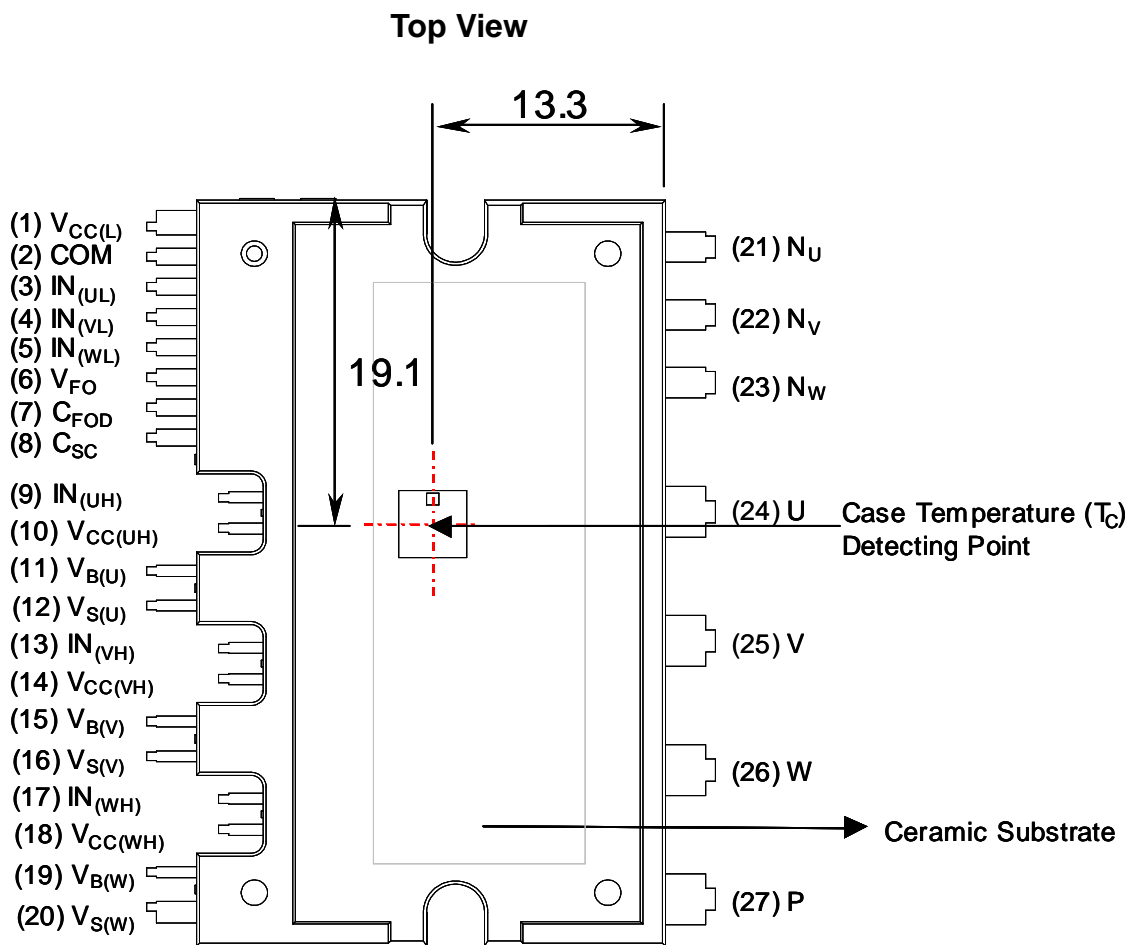 Top View
13.3
19.1
(1) VCC(L)
(2) COM
(3) IN(UL)
(4) IN(VL)
(5) IN(WL)
(6) VFO
(7) CFOD
(8) CSC
(9) IN(UH)
(10) VCC(UH)
(11) VB(U)
(12) VS(U)
(13) IN(VH)
(14) VCC(VH)
(15) VB(V)
(16) VS(V)
(17) IN(WH)
(18) VCC(WH)
(19) VB(W)
(20) VS(W)
(21) NU
(22) NV
(23) NW
(24) U
(25) V
(26) W
(27) P
Case Temperature (TC)
Detecting Point
Ceramic Substrate